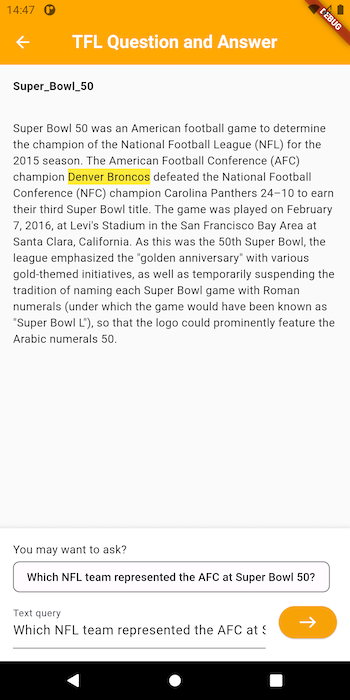 14:47
DEBUG
TFL Question and Answer
Super_Bowl_50
Super Bowl 50 was an American football game to determine
the champion of the National Football League (NFL) for the
2015 season. The American Football Conference (AFC)
champion Denver Broncos defeated the National Football
Conference (NFC) champion Carolina Panthers 24–10 to earn
their third Super Bowl title. The game was played on February
7, 2016, at Levi's Stadium in the San Francisco Bay Area at
Santa Clara, California. As this was the 50th Super Bowl, the
league emphasized the "golden anniversary" with various
gold-themed initiatives, as well as temporarily suspending the
tradition of naming each Super Bowl game with Roman
numerals (under which the game would have been known as
"Super Bowl L"), so that the logo could prominently feature the
Arabic numerals 50.
You may want to ask?
Which NFL team represented the AFC at Super Bowl 50?
Text query
Which NFL team represented the AFC at S